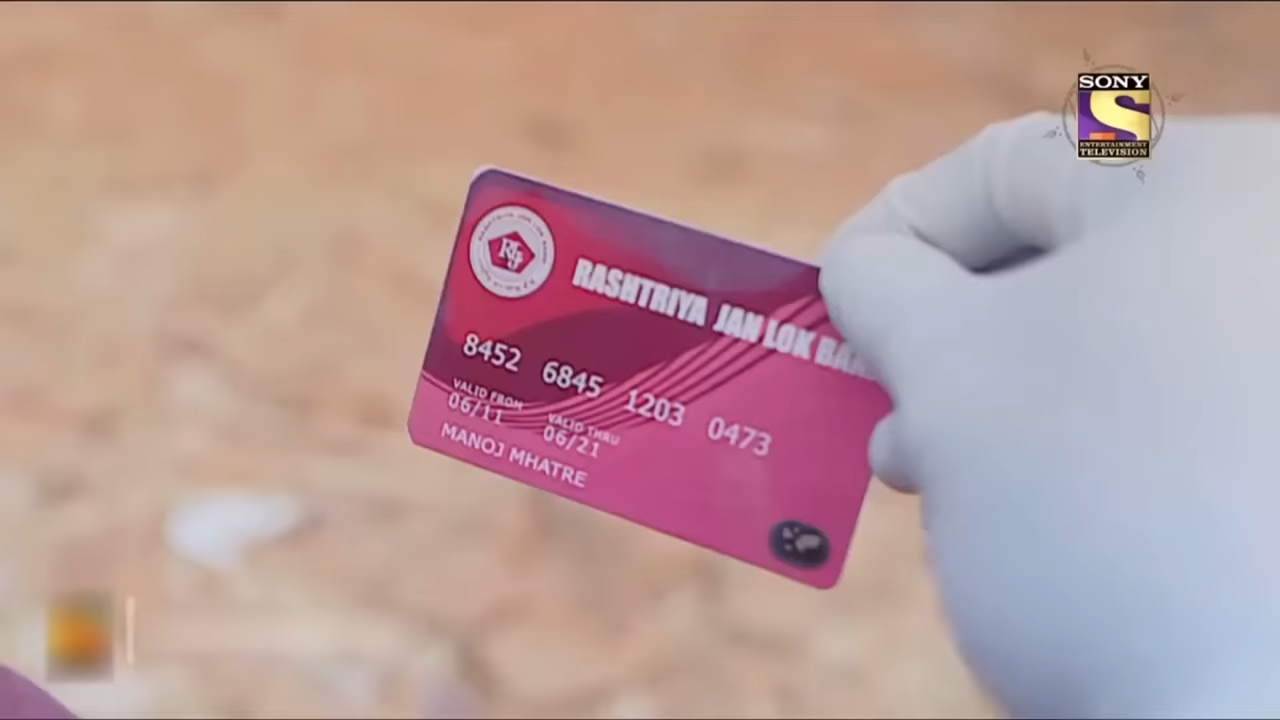 SONY
ENTERTAINMENT
TELEVISION
RASHTRIYA JAN LOK
8452 6845 1203 0473
VALID FROM
06/11
VALID THRU
06/21
MANOJ MHATRE